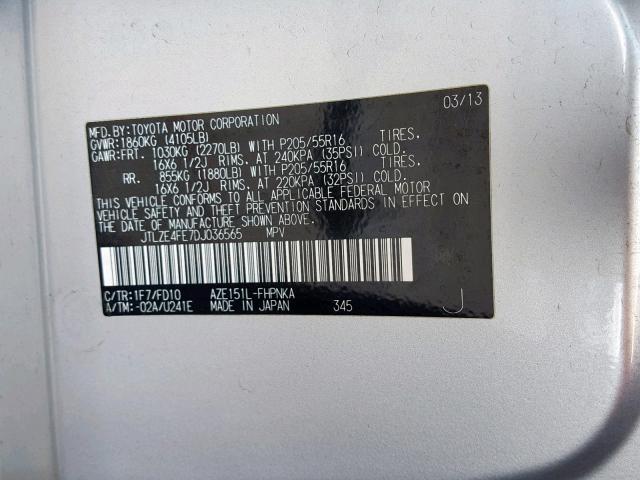 MFD.BY:TOYOTA MOTOR CORPORATION 03/13
GVWR:1860KG (4105LB)
GAWR:FRT. 1030KG (2270LB) WITH P205/55R16 TIRES.
16X6 1/2J RIMS. AT 240KPA (35PSI) COLD.
RR. 855KG (1880LB) WITH P205/55R16 TIRES.
16X6 1/2J RIMS. AT 220KPA (32PSI) COLD.
THIS VEHICLE CONFORMS TO ALL APPLICABLE FEDERAL MOTOR
VEHICLE SAFETY AND THEFT PREVENTION STANDARDS IN EFFECT
ON THE DATE OF MANUFACTURE SHOWN ABOVE.
JTLZE4FE7DJ036565 MPV
C/TR:1F7/FD10 AZE151L-FHPNKA
A/TM:-02A/U241E MADE IN JAPAN 345 J